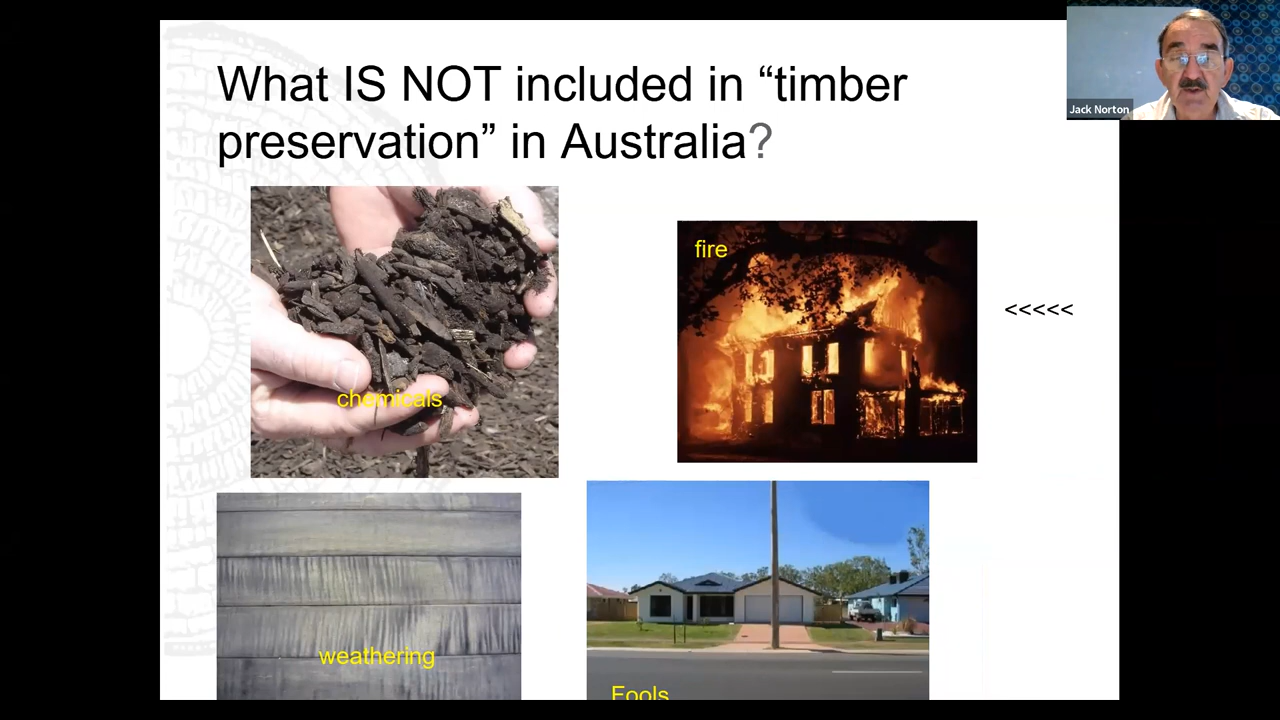 What IS NOT included in “timber
preservation” in Australia?
Jack Norton
fire
<<<<<
chemicals
weathering
Fools